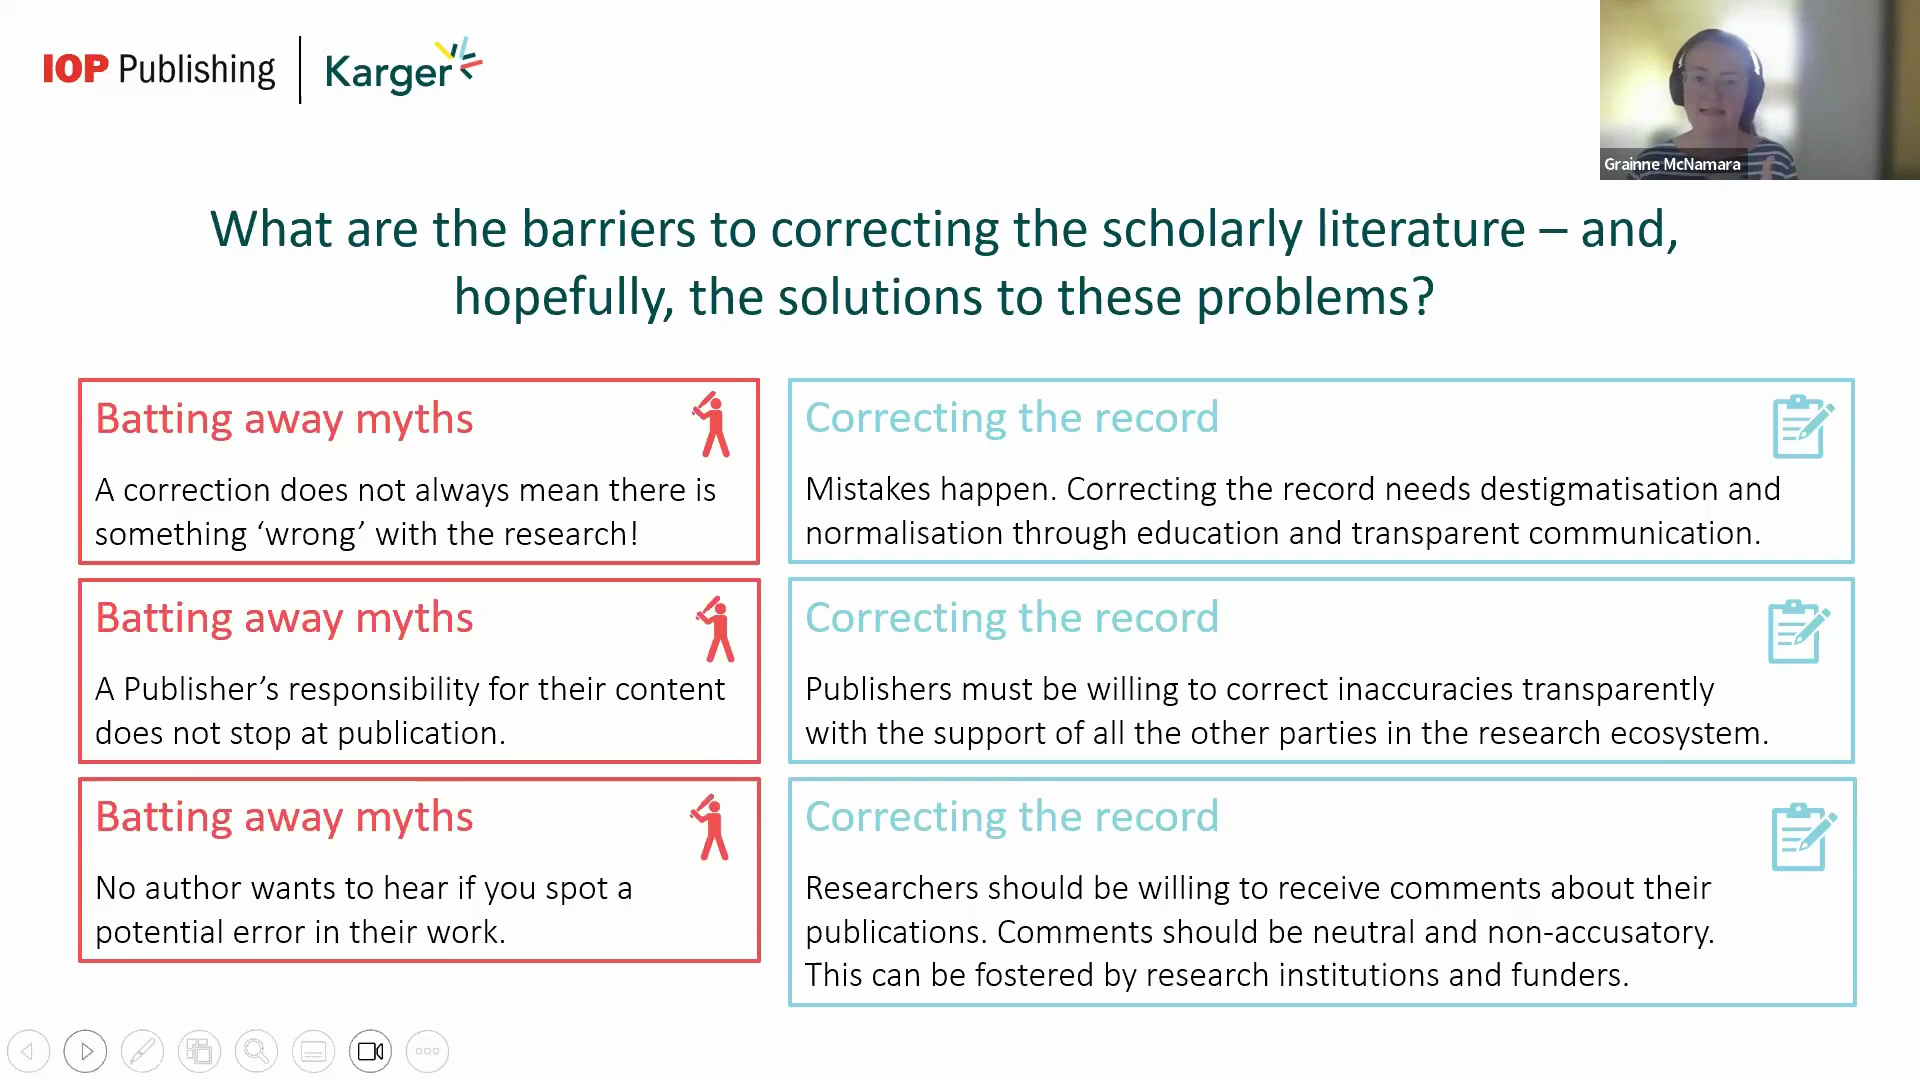 IOP Publishing
Karger
Grainne McNamara
What are the barriers to correcting the scholarly literature – and,
hopefully, the solutions to these problems?
Batting away myths
A correction does not always mean there is
something ‘wrong’ with the research!
Correcting the record
Mistakes happen. Correcting the record needs destigmatisation and
normalisation through education and transparent communication.
Batting away myths
A Publisher’s responsibility for their content
does not stop at publication.
Correcting the record
Publishers must be willing to correct inaccuracies transparently
with the support of all the other parties in the research ecosystem.
Batting away myths
No author wants to hear if you spot a
potential error in their work.
Correcting the record
Researchers should be willing to receive comments about their
publications. Comments should be neutral and non-accusatory.
This can be fostered by research institutions and funders.